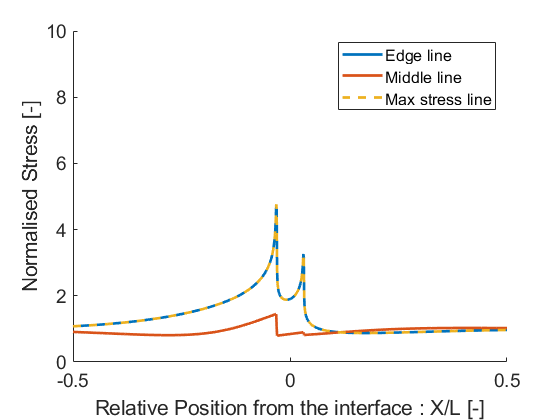 10
8
6
4
2
0
-0.5
0
0.5
Normalised Stress [-]
Relative Position from the interface : X/L [-]
Edge line
Middle line
Max stress line